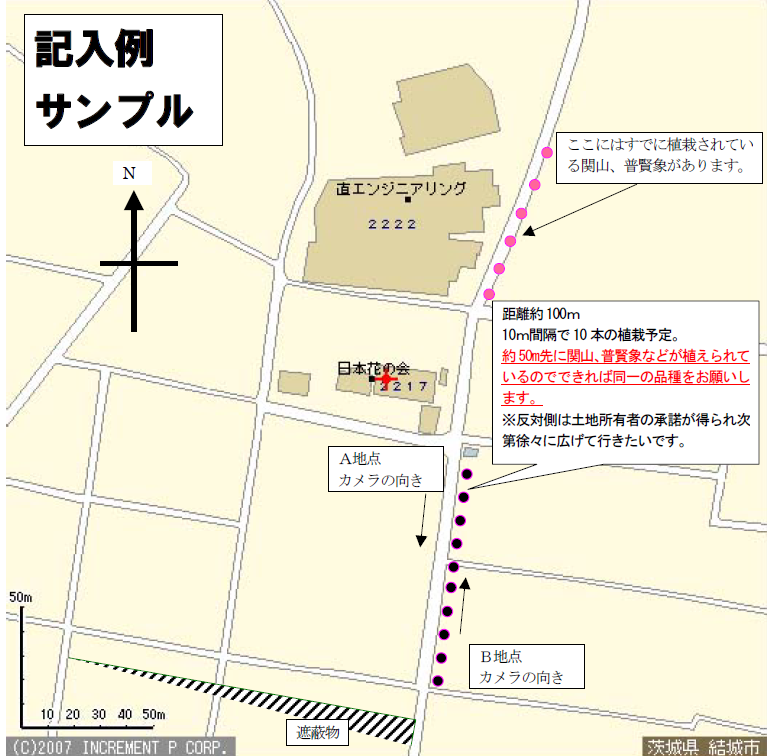 記入例
サンプル
N
ここにはすでに植栽されてい
る関山、普賢象があります。
直エンジニアリング
2222
距離約100ｍ
10ｍ間隔で10本の植栽予定。
約50m先に関山、普賢象などが植えられて
いるのでできれば同一の品種をお願いし
ます。
※反対側は土地所有者の承諾が得られ次
第徐々に広げて行きたいです。
日本花の会
2217
Ａ地点
カメラの向き
50m
Ｂ地点
カメラの向き
10 20 30 40 50m
遮蔽物
(C)2007 INCREMENT P CORP.
茨城県 結城市